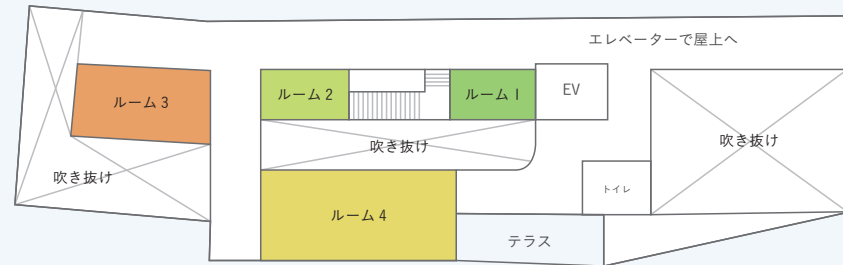 エレベーターで屋上へ
ルーム 3
ルーム 2
ルーム 1
EV
吹き抜け
吹き抜け
吹き抜け
トイレ
ルーム 4
テラス